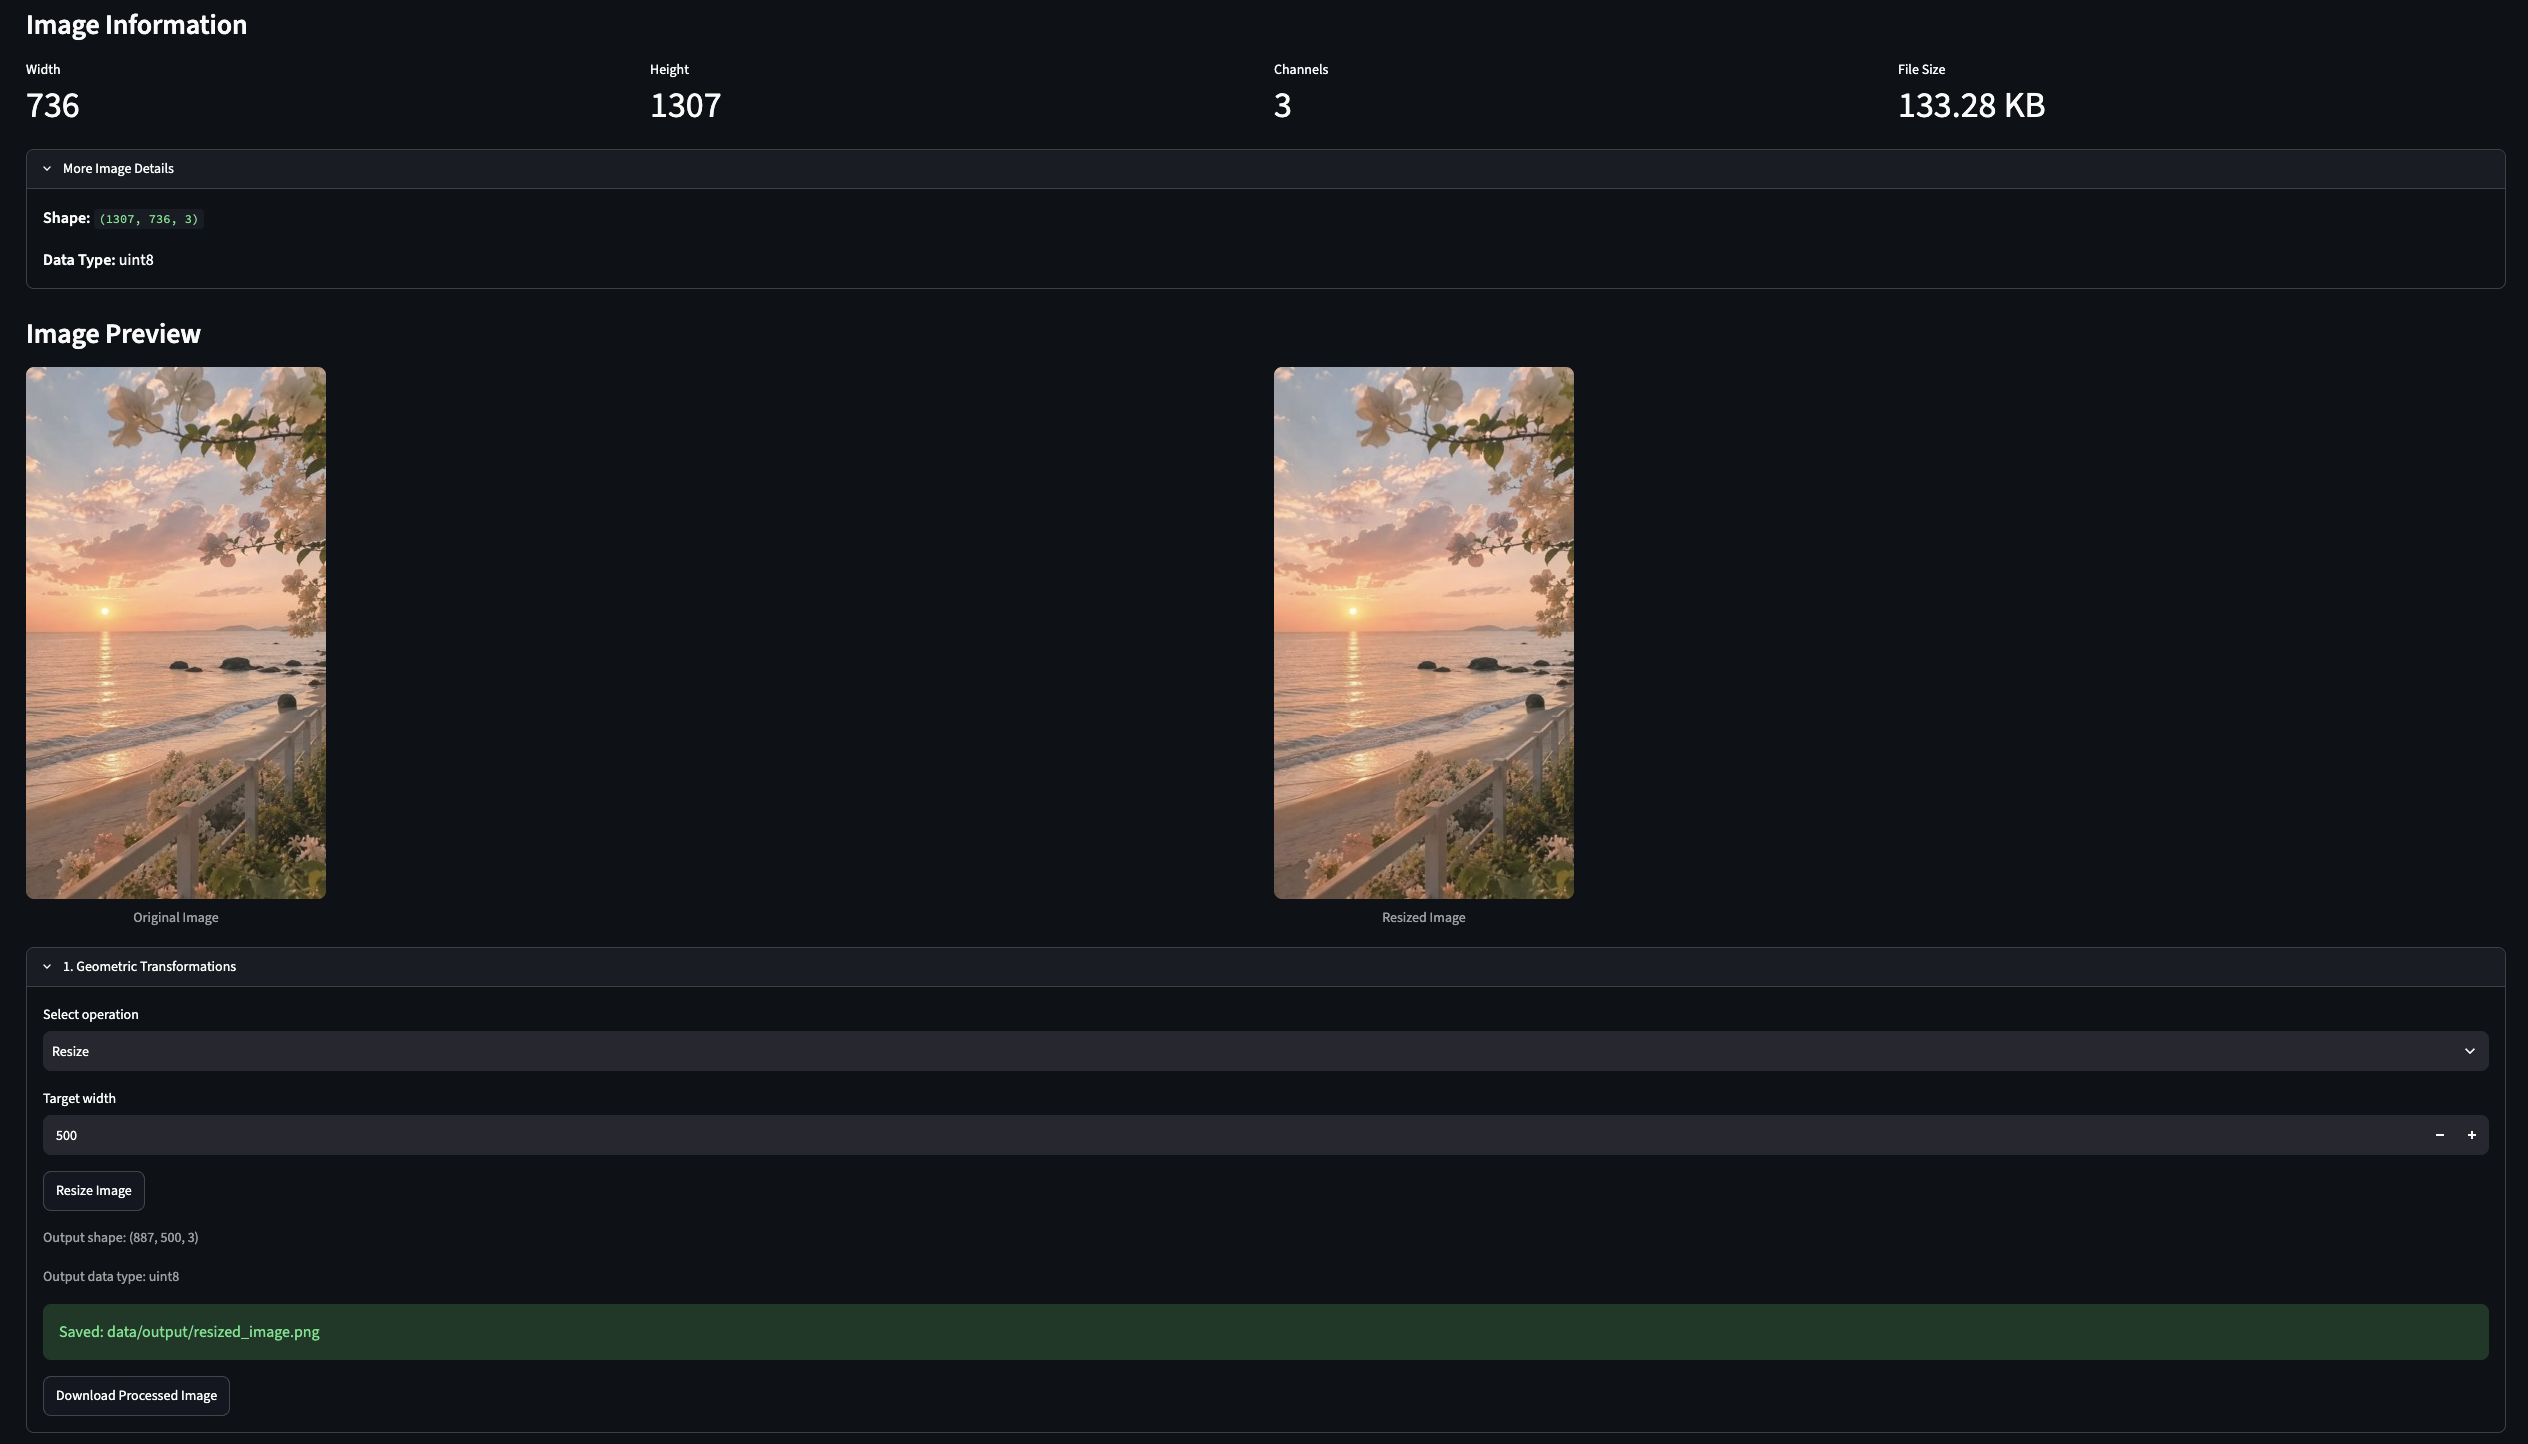 Image Information
Width
Height
Channels
File Size
736
1307
3
133.28 KB
More Image Details
Shape: (1307, 736, 3)
Data Type: uint8
Image Preview
Original Image
Resized Image
1. Geometric Transformations
Select operation
Resize
Target width
500
Resize Image
Output shape: (887, 500, 3)
Output data type: uint8
Saved: data/output/resized_image.png
Download Processed Image